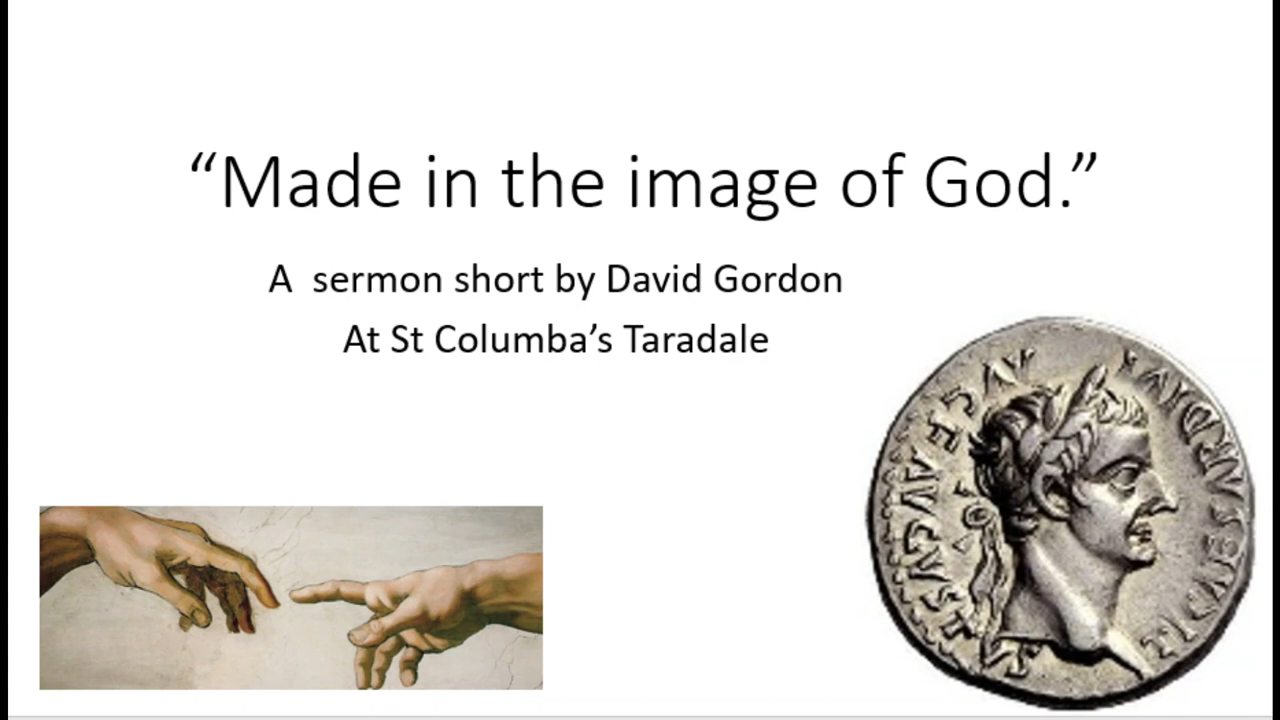 “Made in the image of God.”
A  sermon short by David Gordon
At St Columba’s Taradale